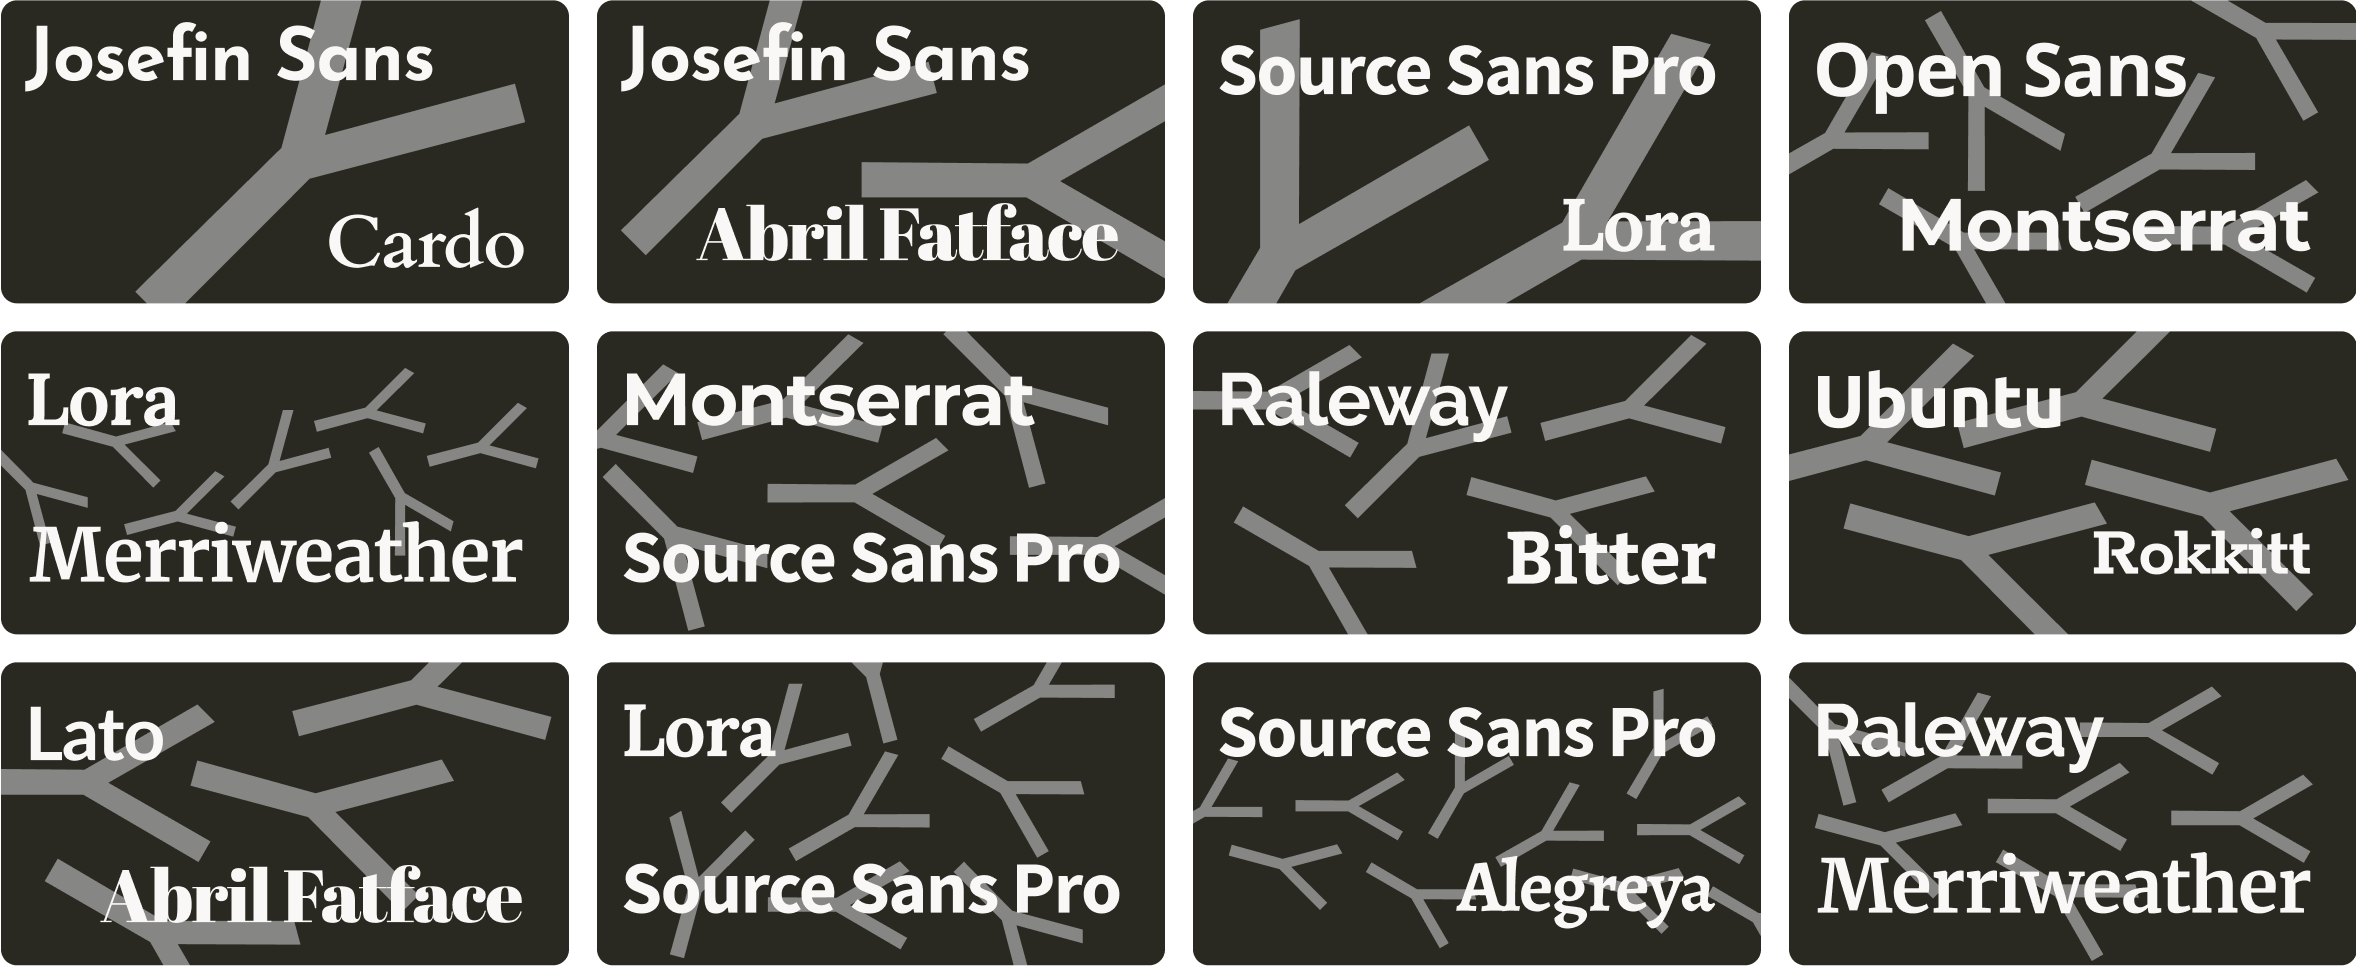 Josefin Sans
Cardo
Josefin Sans
Abril Fatface
Source Sans Pro
Lora
Open Sans
Montserrat
Lora
Merriweather
Montserrat
Source Sans Pro
Raleway
Bitter
Ubuntu
Rokkitt
Lato
Abril Fatface
Lora
Source Sans Pro
Source Sans Pro
Alegreya
Raleway
Merriweather